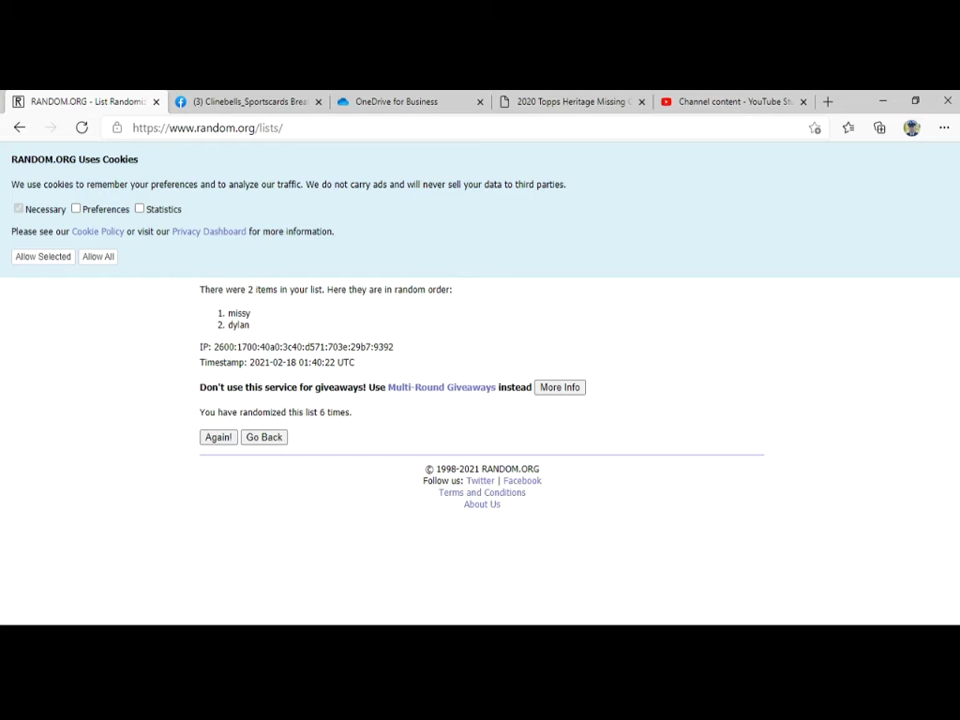 RANDOM.ORG - List Randomiz
(3) Clinebells_Sportscards Brea
OneDrive for Business
2020 Topps Heritage Missing
Channel content - YouTube St
https://www.random.org/lists/
RANDOM.ORG Uses Cookies
We use cookies to remember your preferences and to analyze our traffic. We do not carry ads and will never sell your data to third parties.
Necessary Preferences Statistics
Please see our Cookie Policy or visit our Privacy Dashboard for more information.
Allow Selected Allow All
There were 2 items in your list. Here they are in random order:
1. missy
2. dylan
IP: 2600:1700:40a0:3c40:d571:703e:29b7:9392
Timestamp: 2021-02-18 01:40:22 UTC
Don't use this service for giveaways! Use Multi-Round Giveaways instead More Info
You have randomized this list 6 times.
Again! Go Back
© 1998-2021 RANDOM.ORG
Follow us: Twitter | Facebook
Terms and Conditions
About Us